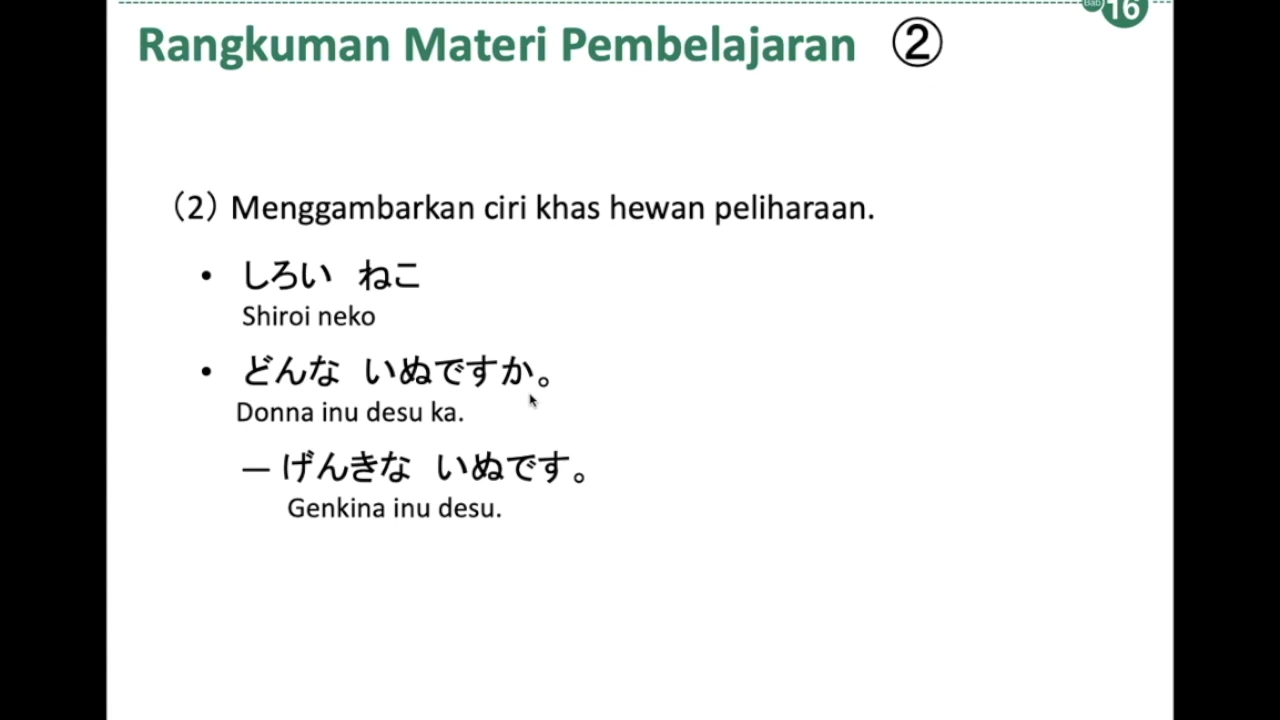 Bab 16
Rangkuman Materi Pembelajaran ②
（2）Menggambarkan ciri khas hewan peliharaan.
• しろい ねこ
Shiroi neko
• どんな いぬですか。
Donna inu desu ka.
— げんきな いぬです。
Genkina inu desu.